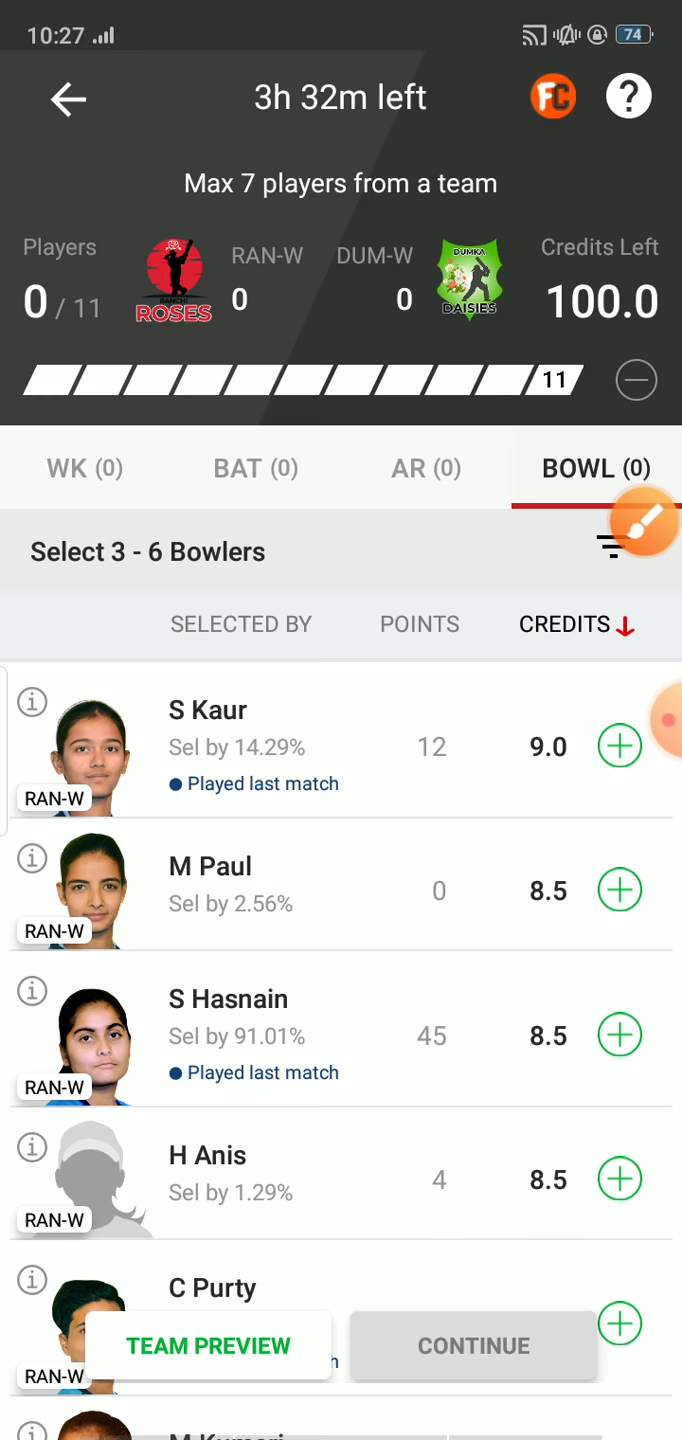 10:27
74
3h 32m left
FC
?
Max 7 players from a team
Players
RAN-W
DUM-W
Credits Left
0 / 11
RANCHI
ROSES
0
0
DUMKA
DAISIES
100.0
11
WK (0)
BAT (0)
AR (0)
BOWL (0)
Select 3 - 6 Bowlers
SELECTED BY
POINTS
CREDITS
S Kaur
Sel by 14.29%
12
9.0
Played last match
RAN-W
M Paul
Sel by 2.56%
0
8.5
RAN-W
S Hasnain
Sel by 91.01%
45
8.5
Played last match
RAN-W
H Anis
Sel by 1.29%
4
8.5
RAN-W
C Purty
TEAM PREVIEW
CONTINUE
RAN-W